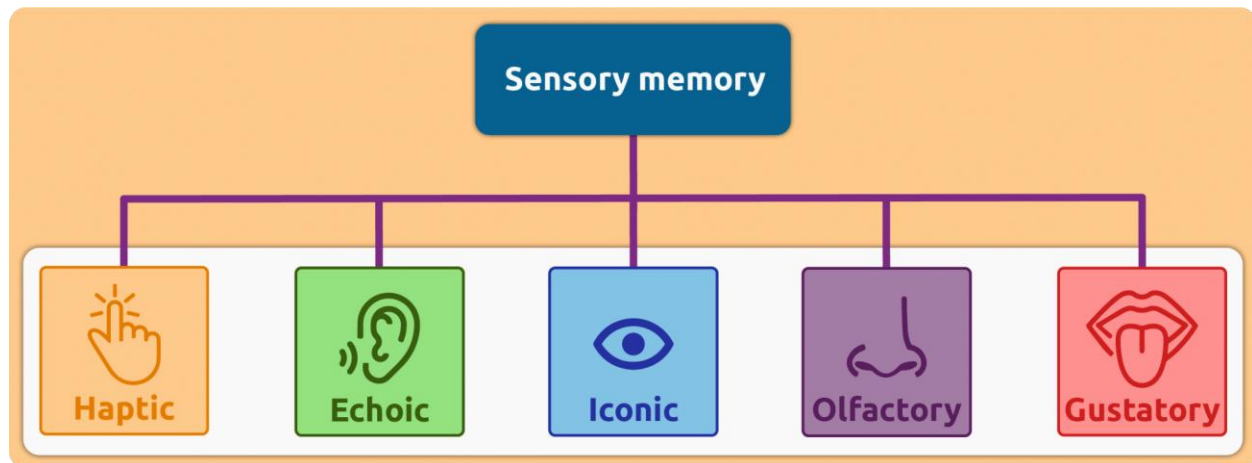 Sensory memory
Haptic
Echoic
Iconic
Olfactory
Gustatory